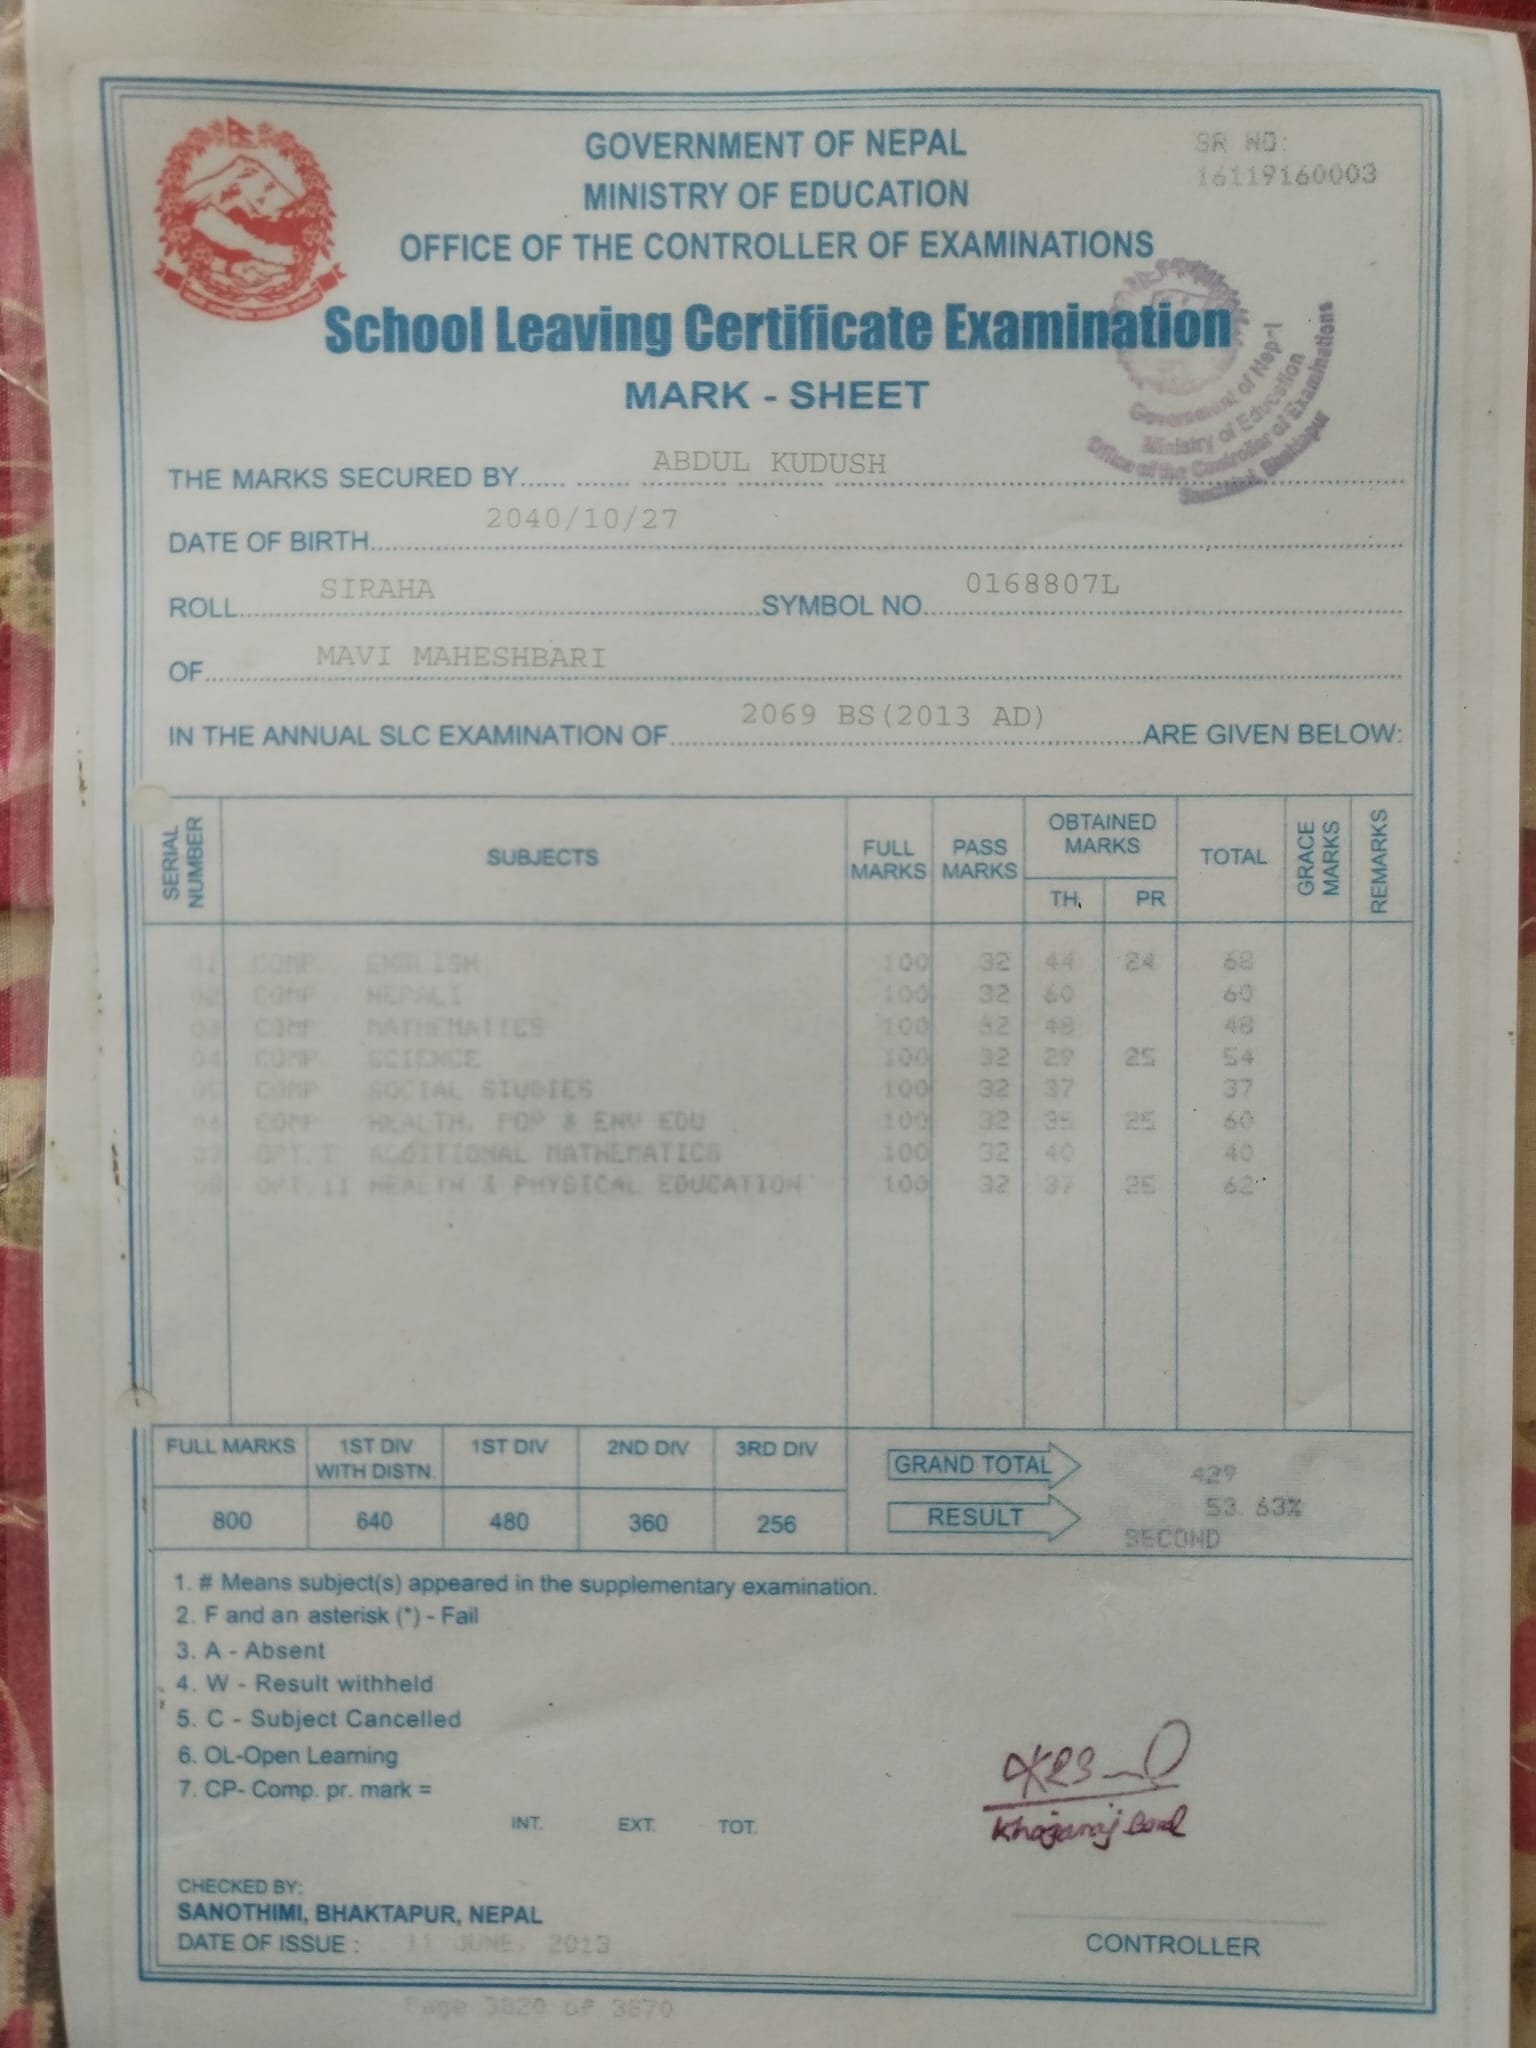 GOVERNMENT OF NEPAL
MINISTRY OF EDUCATION
OFFICE OF THE CONTROLLER OF EXAMINATIONS
SR NO:
16119160003
School Leaving Certificate Examination
MARK - SHEET
Government of Nepal
Ministry of Education
Office of the Controller of Examinations
Sanothimi, Bhaktapur
THE MARKS SECURED BY...... ABDUL KUDUSH
DATE OF BIRTH...... 2040/10/27
ROLL...... SIRAHA ......SYMBOL NO...... 0168807L
OF...... MAVI MAHESHBARI
IN THE ANNUAL SLC EXAMINATION OF...... 2069 BS(2013 AD) ......ARE GIVEN BELOW:
SERIAL NUMBER SUBJECTS FULL MARKS PASS MARKS OBTAINED MARKS TH. PR TOTAL GRACE MARKS REMARKS
01 COMP. ENGLISH 100 32 44 24 68
02 COMP NEPALI 100 32 60 60
03 COMP MATHEMATICS 100 32 48 48
04 COMP SCIENCE 100 32 29 25 54
05 COMP SOCIAL STUDIES 100 32 37 37
06 COMP HEALTH, POP & ENV EDU 100 32 35 25 60
07 OPT.I ADDITIONAL MATHEMATICS 100 32 40 40
08 OPT.II HEALTH & PHYSICAL EDUCATION 100 32 37 25 62
FULL MARKS 1ST DIV WITH DISTN. 1ST DIV 2ND DIV 3RD DIV
800 640 480 360 256
GRAND TOTAL 429
53.63%
RESULT SECOND
1. # Means subject(s) appeared in the supplementary examination.
2. F and an asterisk (*) - Fail
3. A - Absent
4. W - Result withheld
5. C - Subject Cancelled
6. OL-Open Learning
7. CP- Comp. pr. mark =
INT. EXT. TOT.
CHECKED BY:
SANOTHIMI, BHAKTAPUR, NEPAL
DATE OF ISSUE : 11 JUNE, 2013
CONTROLLER
Page 3820 of 3870